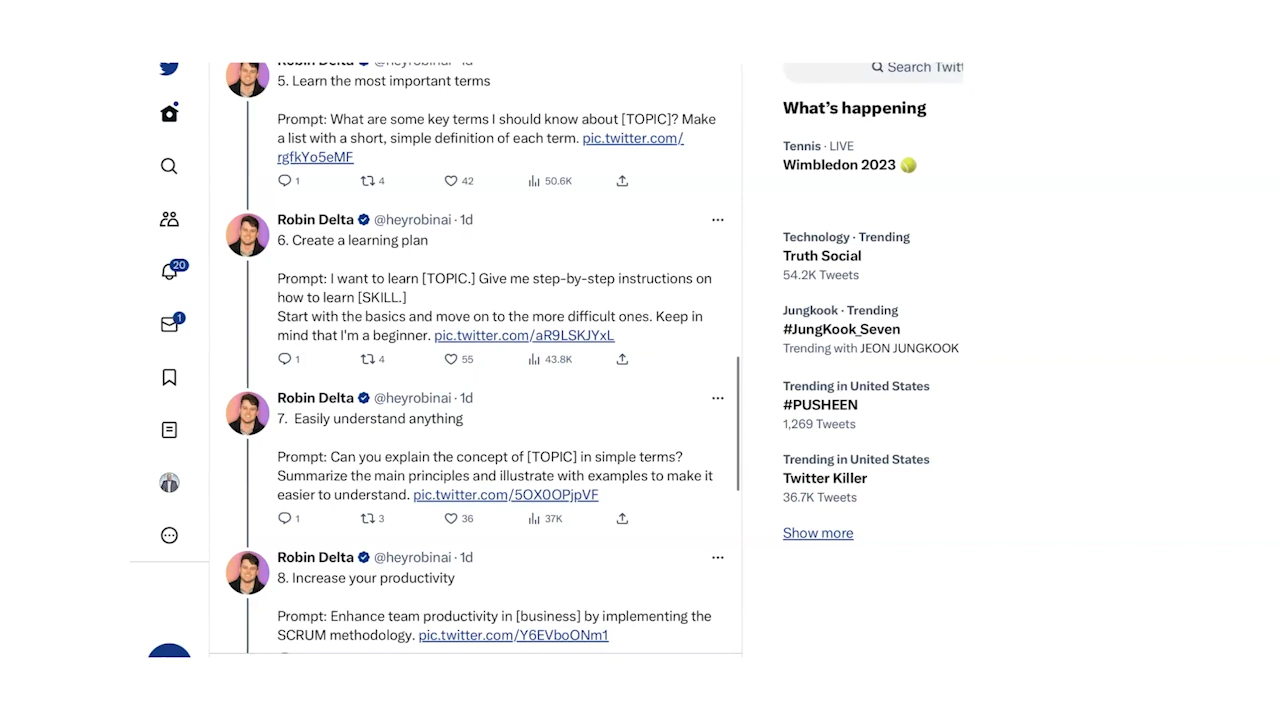 Robin Delta @heyrobinai · 1d
5. Learn the most important terms
Prompt: What are some key terms I should know about [TOPIC]? Make
a list with a short, simple definition of each term. pic.twitter.com/
rgfkYo5eMF
1 4 42 50.6K
Robin Delta @heyrobinai · 1d
6. Create a learning plan
Prompt: I want to learn [TOPIC.] Give me step-by-step instructions on
how to learn [SKILL.]
Start with the basics and move on to the more difficult ones. Keep in
mind that I'm a beginner. pic.twitter.com/aR9LSKJYxL
1 4 55 43.8K
Robin Delta @heyrobinai · 1d
7. Easily understand anything
Prompt: Can you explain the concept of [TOPIC] in simple terms?
Summarize the main principles and illustrate with examples to make it
easier to understand. pic.twitter.com/5OX0OPjpVF
1 3 36 37K
Robin Delta @heyrobinai · 1d
8. Increase your productivity
Prompt: Enhance team productivity in [business] by implementing the
SCRUM methodology. pic.twitter.com/Y6EVboONm1
20
1
Search Twitt
What's happening
Tennis · LIVE
Wimbledon 2023
Technology · Trending
Truth Social
54.2K Tweets
Jungkook · Trending
#JungKook_Seven
Trending with JEON JUNGKOOK
Trending in United States
#PUSHEEN
1,269 Tweets
Trending in United States
Twitter Killer
36.7K Tweets
Show more